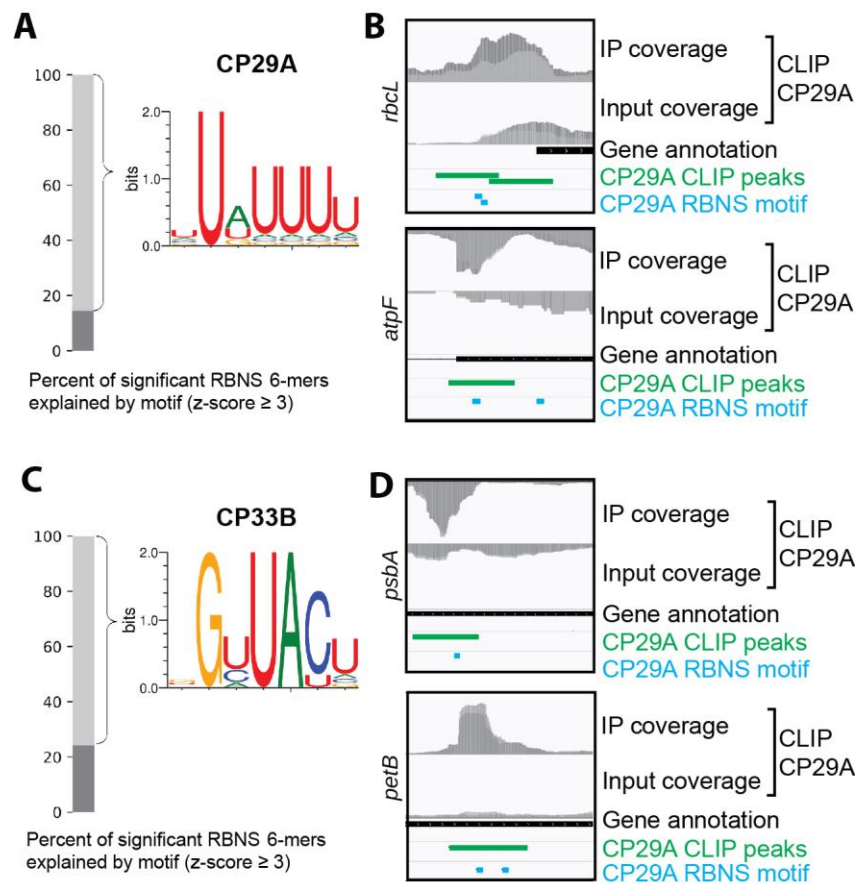 A
CP29A
100
80
60
40
20
0
bits
2.0
1.0
0.0
U
U
A
U
U
U
U
U
Percent of significant RBNS 6-mers
explained by motif (z-score ≥ 3)
B
rbcL
IP coverage
Input coverage
CLIP
CP29A
Gene annotation
CP29A CLIP peaks
CP29A RBNS motif
atpF
IP coverage
Input coverage
CLIP
CP29A
Gene annotation
CP29A CLIP peaks
CP29A RBNS motif
C
CP33B
100
80
60
40
20
0
bits
2.0
1.0
0.0
G
U
C
A
U
A
C
U
U
A
Percent of significant RBNS 6-mers
explained by motif (z-score ≥ 3)
D
psbA
IP coverage
Input coverage
CLIP
CP29A
Gene annotation
CP29A CLIP peaks
CP29A RBNS motif
petB
IP coverage
Input coverage
CLIP
CP29A
Gene annotation
CP29A CLIP peaks
CP29A RBNS motif